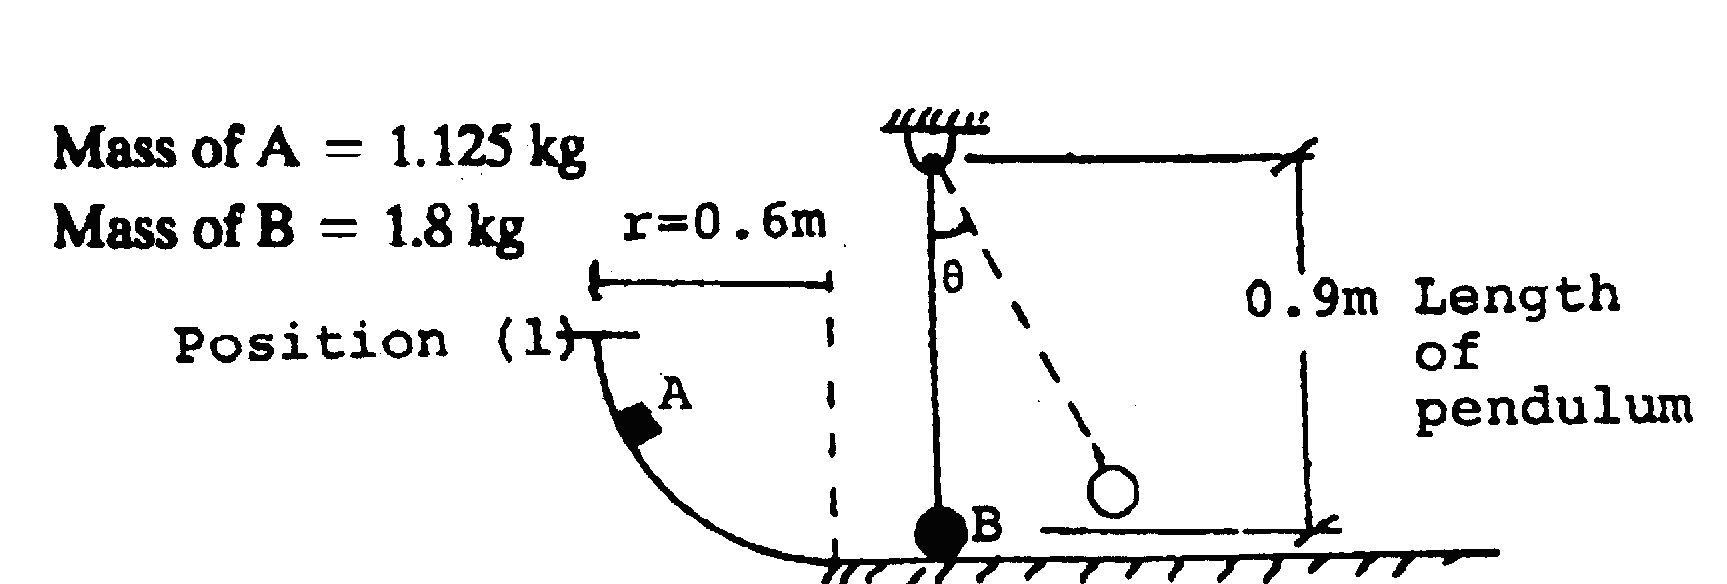 Mass of A = 1.125 kg
Mass of B = 1.8 kg
r=0.6m
Position (1)
A
θ
B
0.9m Length
of
pendulum